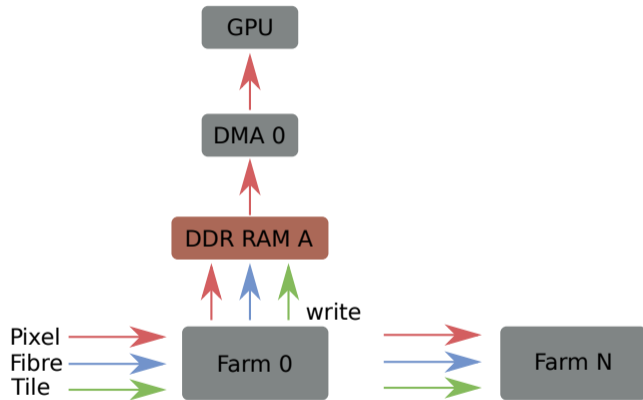 GPU
DMA 0
DDR RAM A
write
Pixel
Fibre
Tile
Farm 0
Farm N